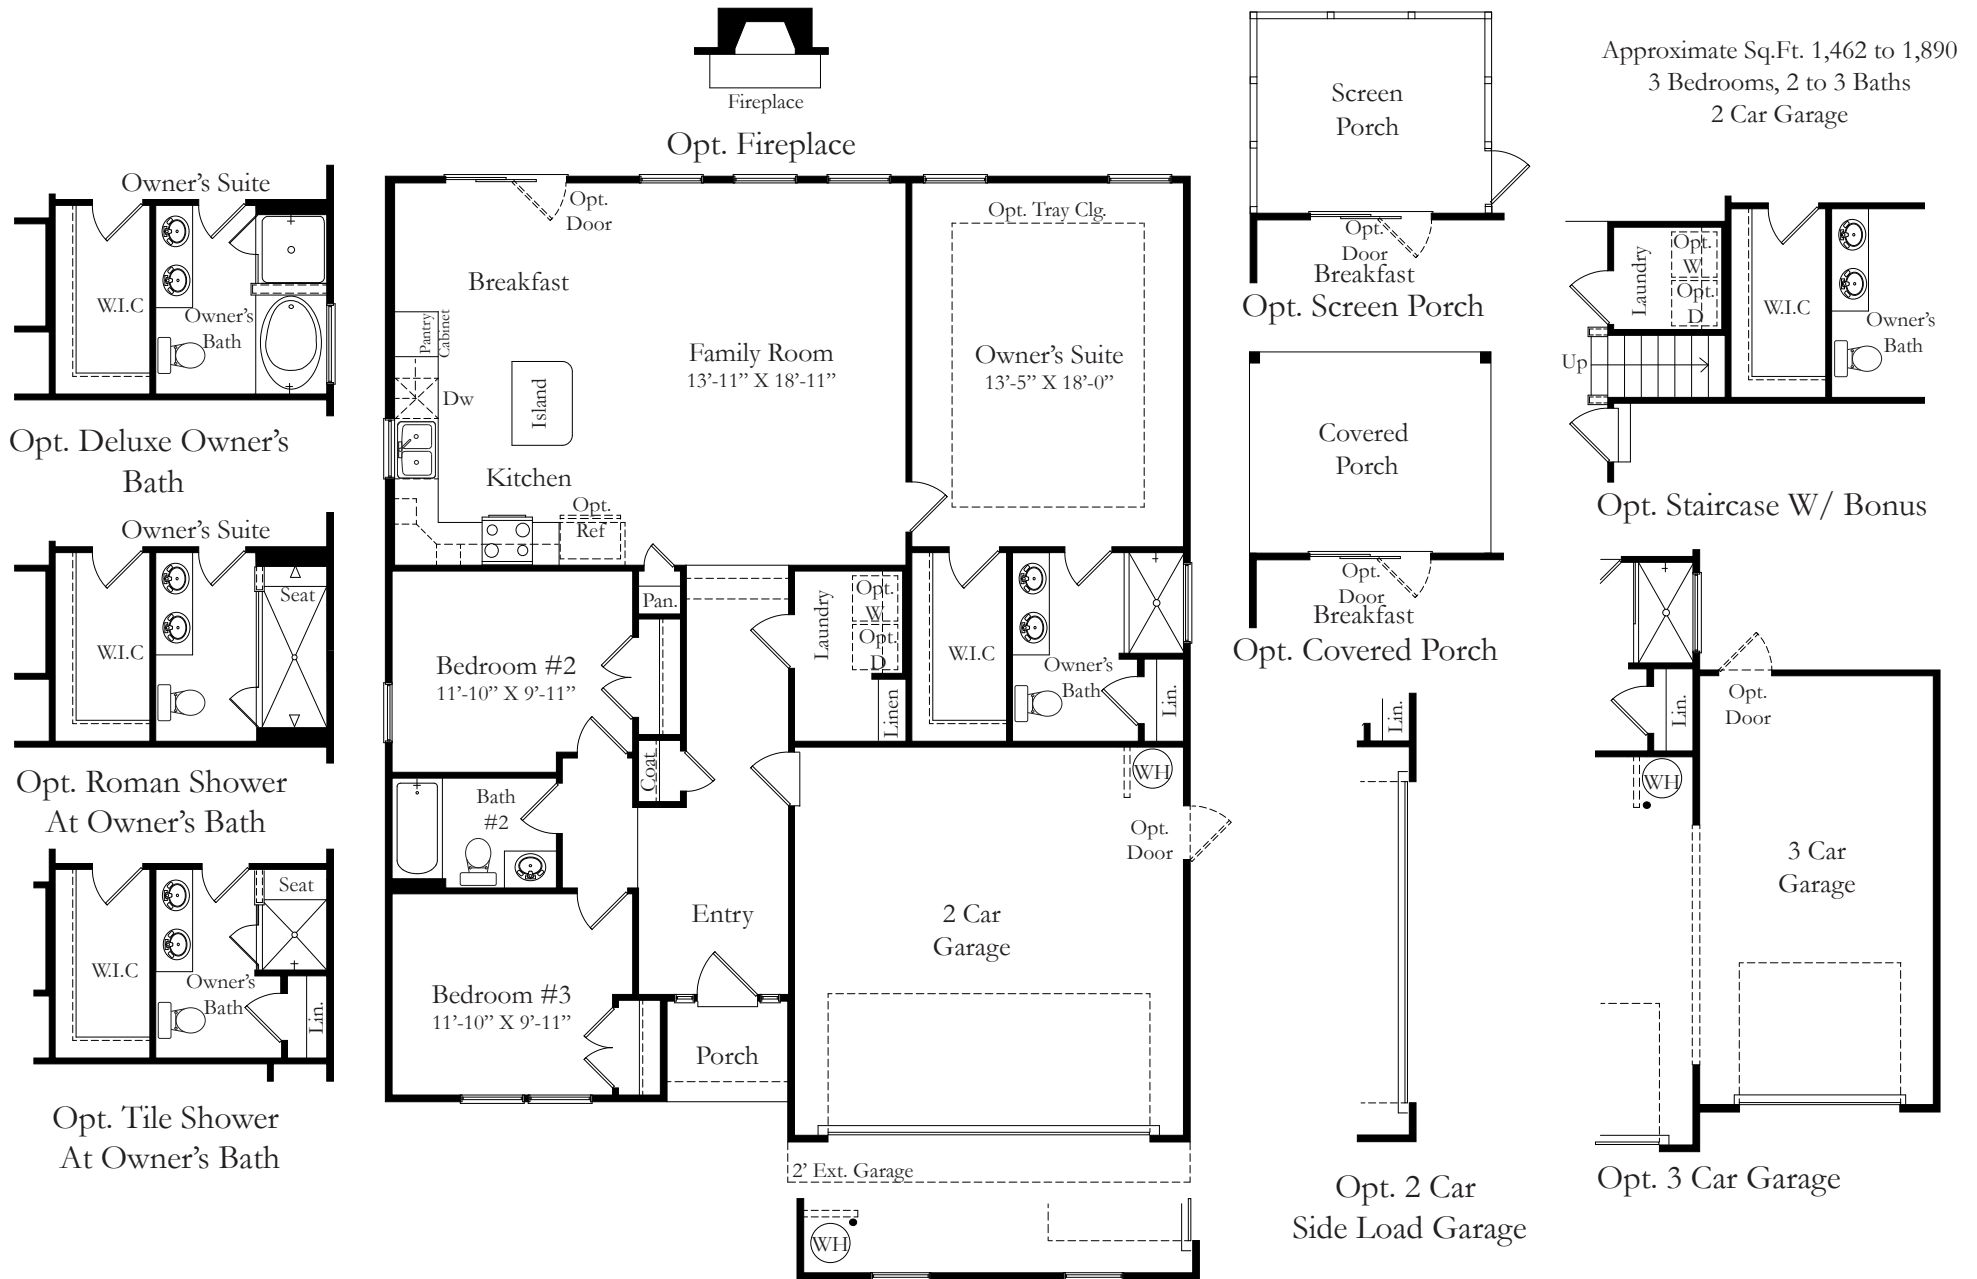 Fireplace
Opt. Fireplace
Approximate Sq.Ft. 1,462 to 1,890
3 Bedrooms, 2 to 3 Baths
2 Car Garage
Owner's Suite
W.I.C
Owner's
Bath
Opt. Deluxe Owner's
Bath
Owner's Suite
W.I.C
Seat
Opt. Roman Shower
At Owner's Bath
Seat
W.I.C
Owner's
Bath
Lin.
Opt. Tile Shower
At Owner's Bath
Opt.
Door
Breakfast
Pantry
Cabinet
Dw
Island
Kitchen
Opt.
Ref
Family Room
13'-11" X 18'-11"
Opt. Tray Clg.
Owner's Suite
13'-5" X 18'-0"
Pan.
Bedroom #2
11'-10" X 9'-11"
Laundry
Opt.
W
Opt.
D
Linen
W.I.C
Owner's
Bath
Lin.
Coat
Bath
#2
WH
Opt.
Door
Entry
2 Car
Garage
Bedroom #3
11'-10" X 9'-11"
Porch
2' Ext. Garage
WH
Screen
Porch
Opt.
Door
Breakfast
Opt. Screen Porch
Covered
Porch
Opt.
Door
Breakfast
Opt. Covered Porch
Laundry
Opt.
W
Opt.
D
W.I.C
Owner's
Bath
Up
Opt. Staircase W/ Bonus
Lin.
Opt. 2 Car
Side Load Garage
Lin.
Opt.
Door
WH
3 Car
Garage
Opt. 3 Car Garage